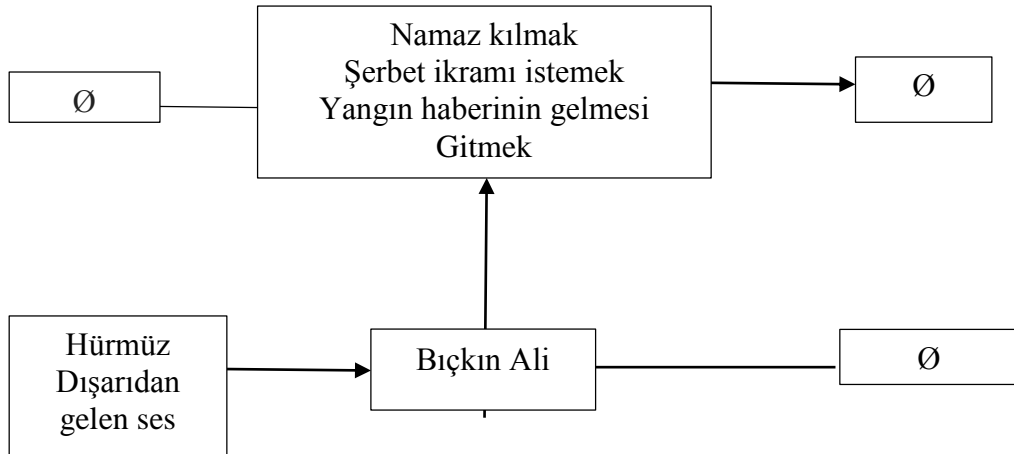 Ø
Namaz kılmak
Şerbet ikramı istemek
Yangın haberinin gelmesi
Gitmek
Ø
Hürmüz
Dışarıdan
gelen ses
Bıçkın Ali
Ø